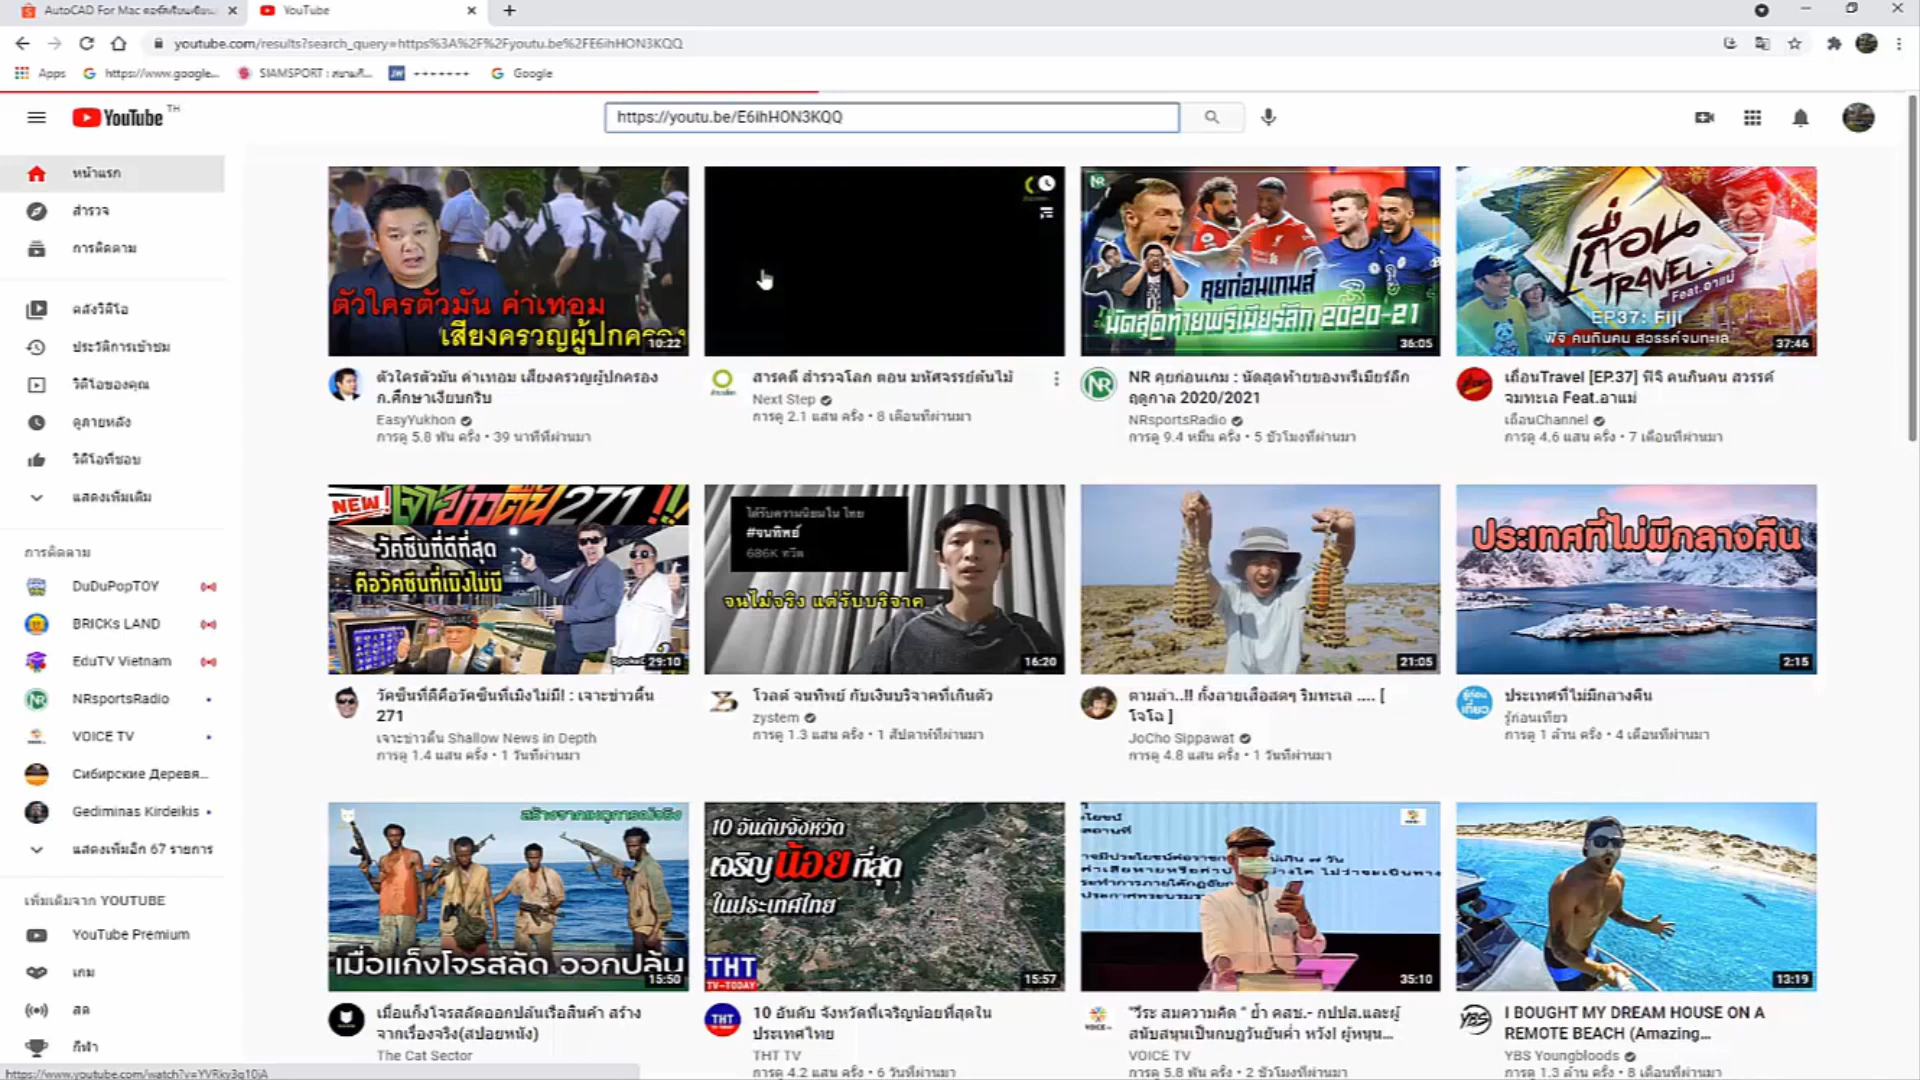 AutoCAD For Mac คอร์สเรียนเขียน...
YouTube
youtube.com/results?search_query=https%3A%2F%2Fyoutu.be%2FE6ihHON3KQQ
Apps
https://www.google...
SIAMSPORT : สยามกี...
-------
Google
YouTube TH
https://youtu.be/E6ihHON3KQQ
หน้าแรก
สำรวจ
การติดตาม
คลังวิดีโอ
ประวัติการเข้าชม
วิดีโอของคุณ
ดูภายหลัง
วิดีโอที่ชอบ
แสดงเพิ่มเติม
การติดตาม
DuDuPopTOY
BRICKs LAND
EduTV Vietnam
NRsportsRadio
VOICE TV
Сибирские Деревя...
Gediminas Kirdeikis
แสดงเพิ่มอีก 67 รายการ
เพิ่มเติมจาก YOUTUBE
YouTube Premium
เกม
สด
กีฬา
ตัวใครตัวมัน ค่าเทอม
เสียงครวญผู้ปกครอง
10:22
ตัวใครตัวมัน ค่าเทอม เสียงครวญผู้ปกครอง
ก.ศึกษาเงียบกริบ
EasyYukhon
การดู 5.8 พัน ครั้ง • 39 นาทีที่ผ่านมา
สารคดี สำรวจโลก ตอน มหัศจรรย์ต้นไม้
Next Step
การดู 2.1 แสน ครั้ง • 8 เดือนที่ผ่านมา
NR
คุยก่อนเกมส์
นัดสุดท้ายพรีเมียร์ลีก 2020-21
36:05
NR คุยก่อนเกม : นัดสุดท้ายของพรีเมียร์ลีก
ฤดูกาล 2020/2021
NRsportsRadio
การดู 9.4 หมื่น ครั้ง • 5 ชั่วโมงที่ผ่านมา
เถื่อน
TRAVEL
Feat.อาแม่
EP37: Fiji
ฟิจิ คนกินคน สวรรค์จมทะเล
37:46
เถื่อนTravel [EP.37] ฟิจิ คนกินคน สวรรค์
จมทะเล Feat.อาแม่
เถื่อนChannel
การดู 4.6 แสน ครั้ง • 7 เดือนที่ผ่านมา
NEW! เจาะข่าวตื้น 271 !!
วัคซีนที่ดีที่สุด
คือวัคซีนที่เมิงไม่มี
29:10
วัคซีนที่ดีคือวัคซีนที่เมิงไม่มี! : เจาะข่าวตื้น
271
เจาะข่าวตื้น Shallow News in Depth
การดู 1.4 แสน ครั้ง • 1 วันที่ผ่านมา
ได้รับความนิยมใน ไทย
#จนทิพย์
686K ทวีต
จนไม่จริง แต่รับบริจาค
16:20
โวลต์ จนทิพย์ กับเงินบริจาคที่เกินตัว
zystem
การดู 1.3 แสน ครั้ง • 1 สัปดาห์ที่ผ่านมา
21:05
ตามล่า..!! กั้งลายเสือสดๆ ริมทะเล .... [
โจโฉ ]
JoCho Sippawat
การดู 4.8 แสน ครั้ง • 1 วันที่ผ่านมา
ประเทศที่ไม่มีกลางคืน
2:15
ประเทศที่ไม่มีกลางคืน
รู้ก่อนเที่ยว
การดู 1 ล้าน ครั้ง • 4 เดือนที่ผ่านมา
สร้างจากเหตุการณ์จริง
เมื่อแก็งโจรสลัด ออกปล้น
15:50
เมื่อแก็งโจรสลัดออกปล้นเรือสินค้า สร้าง
จากเรื่องจริง(สปอยหนัง)
The Cat Sector
10 อันดับจังหวัด
เจริญน้อยที่สุด
ในประเทศไทย
THT
TV-TODAY
15:57
10 อันดับ จังหวัดที่เจริญน้อยที่สุดใน
ประเทศไทย
THT TV
การดู 4.2 แสน ครั้ง • 6 วันที่ผ่านมา
35:10
"วีระ สมความคิด " ย้ำ คสช.- กปปส.และผู้
สนับสนุนเป็นกบฏวันยันค่ำ หวัง! ผู้หนุน...
VOICE TV
การดู 5.8 พัน ครั้ง • 2 ชั่วโมงที่ผ่านมา
13:19
I BOUGHT MY DREAM HOUSE ON A
REMOTE BEACH (Amazing...
YBS Youngbloods
การดู 1.3 ล้าน ครั้ง • 8 เดือนที่ผ่านมา
https://www.youtube.com/watch?v=YVRky3g10jA